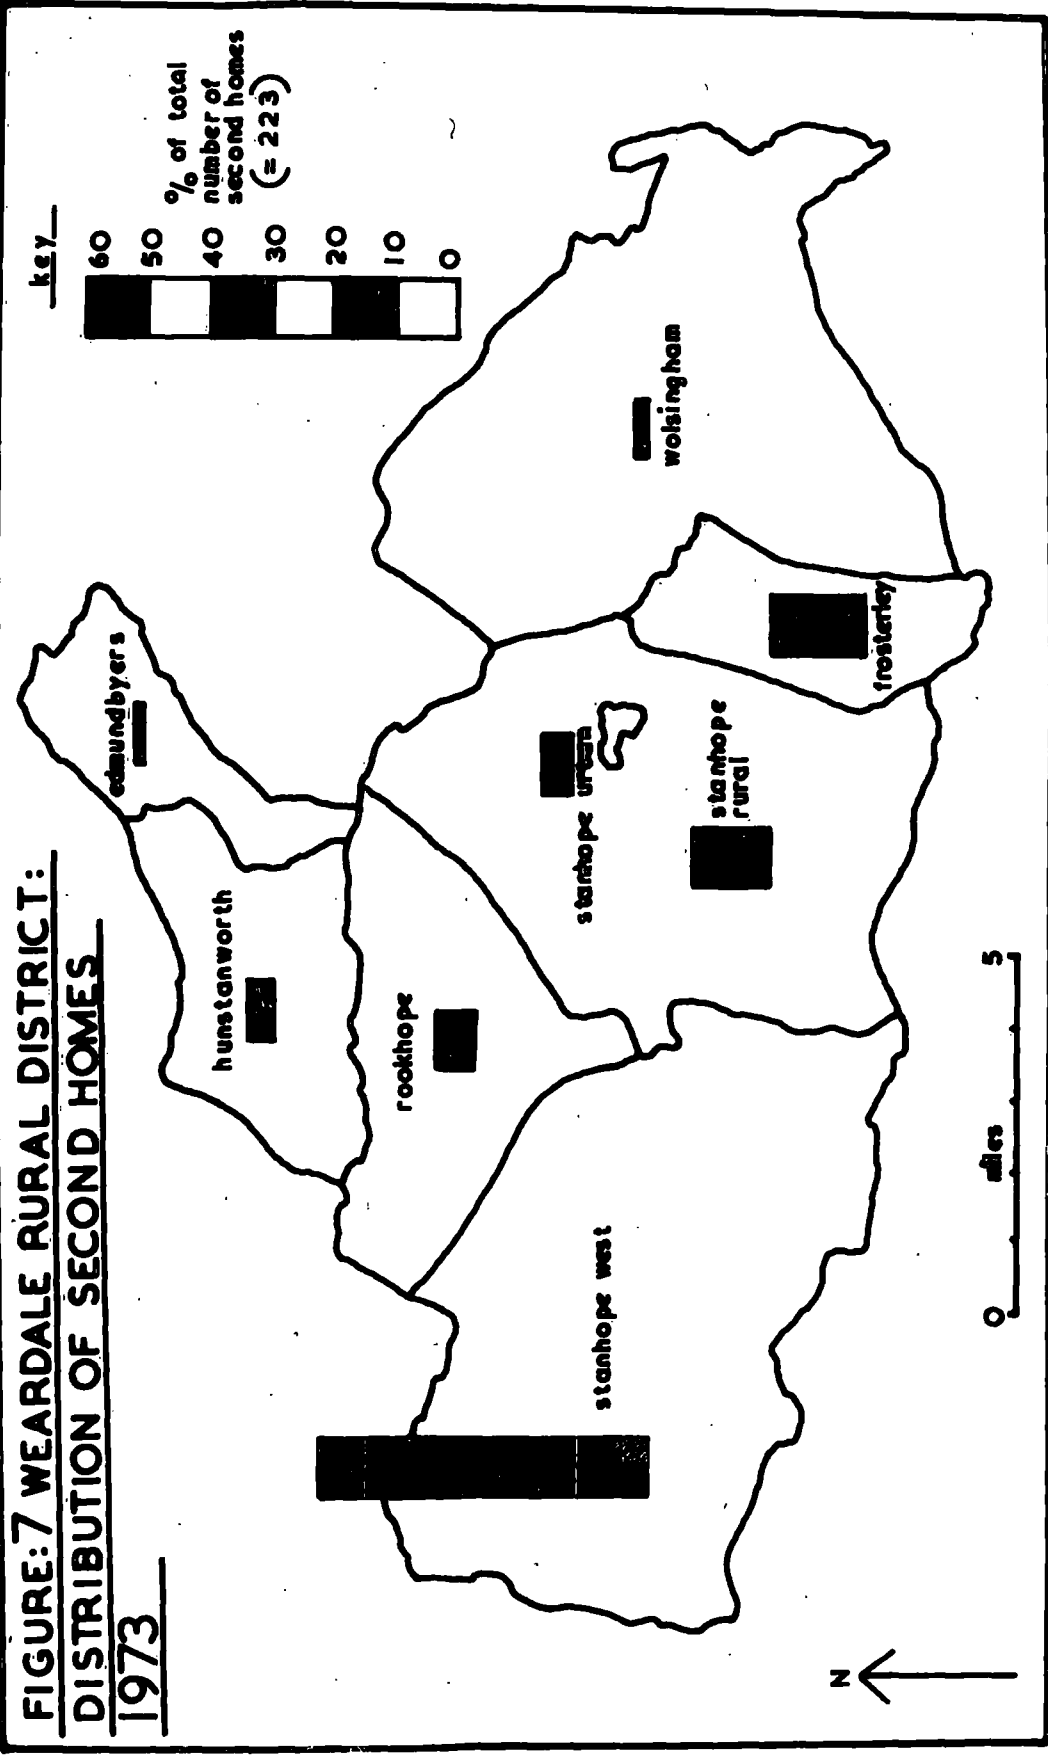 FIGURE:7 WEARDALE RURAL DISTRICT:
DISTRIBUTION OF SECOND HOMES
1973
key
60
50
40
30
20
10
0
% of total
number of
second homes
(=223)
edmundbyers
hunstanworth
rookhope
stanhope urban
stanhope
rural
stanhope west
wolsingham
frosterley
N
0
miles
5